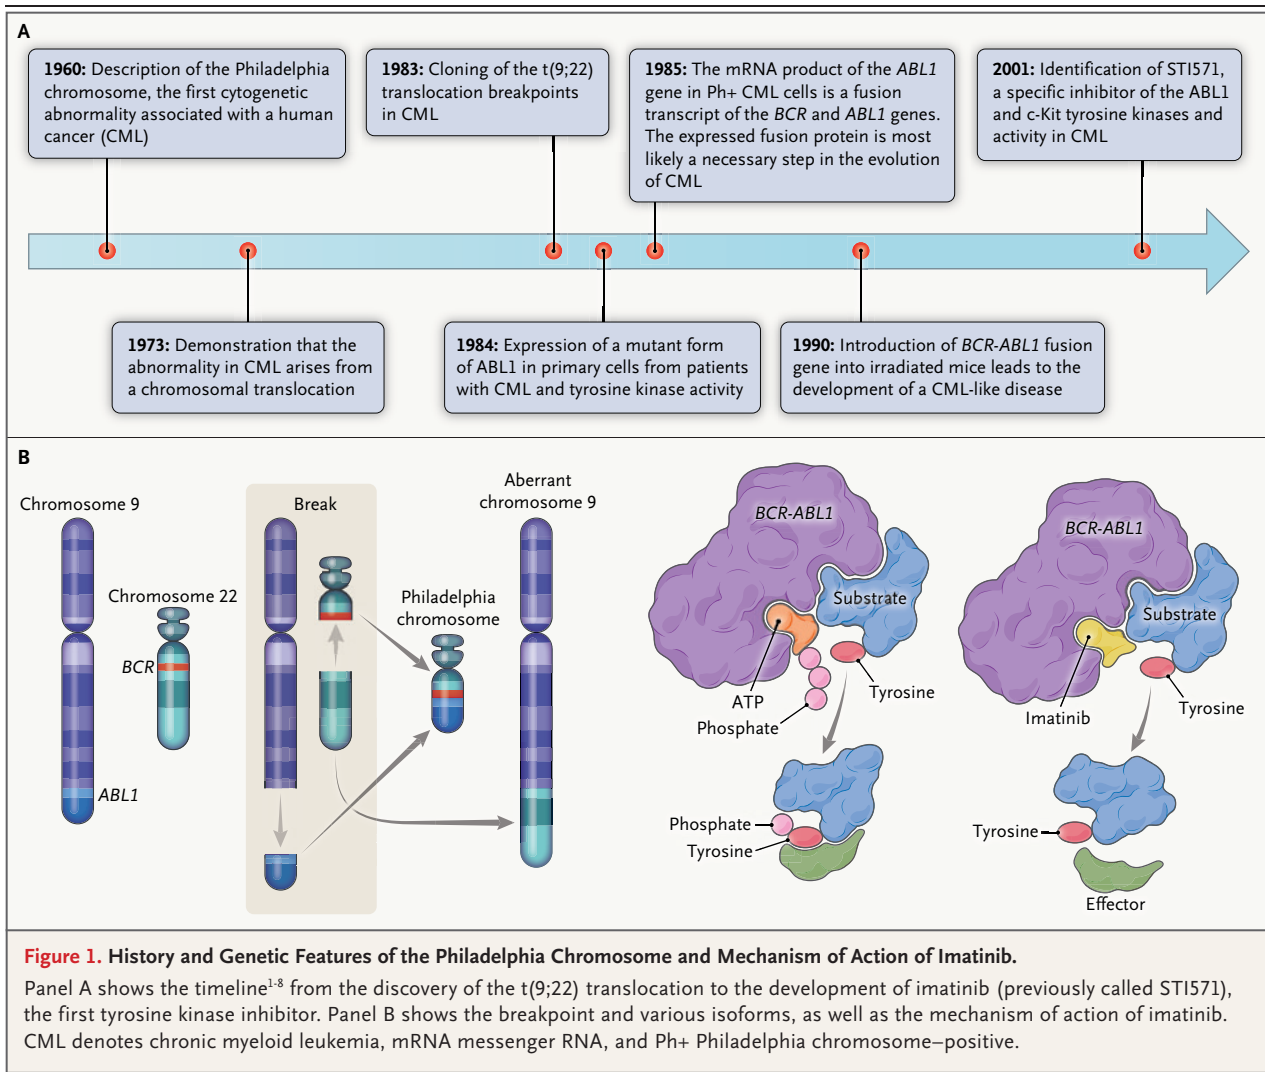 A
1960: Description of the Philadelphia
chromosome, the first cytogenetic
abnormality associated with a human
cancer (CML)
1983: Cloning of the t(9;22)
translocation breakpoints
in CML
1985: The mRNA product of the ABL1
gene in Ph+ CML cells is a fusion
transcript of the BCR and ABL1 genes.
The expressed fusion protein is most
likely a necessary step in the evolution
of CML
2001: Identification of STI571,
a specific inhibitor of the ABL1
and c-Kit tyrosine kinases and
activity in CML
1973: Demonstration that the
abnormality in CML arises from
a chromosomal translocation
1984: Expression of a mutant form
of ABL1 in primary cells from patients
with CML and tyrosine kinase activity
1990: Introduction of BCR-ABL1 fusion
gene into irradiated mice leads to the
development of a CML-like disease
B
Chromosome 9
Chromosome 22
BCR
ABL1
Break
Philadelphia
chromosome
Aberrant
chromosome 9
BCR-ABL1
Substrate
ATP
Phosphate
Tyrosine
Phosphate
Tyrosine
BCR-ABL1
Substrate
Imatinib
Tyrosine
Tyrosine
Effector
Figure 1. History and Genetic Features of the Philadelphia Chromosome and Mechanism of Action of Imatinib.
Panel A shows the timeline1-8 from the discovery of the t(9;22) translocation to the development of imatinib (previously called STI571),
the first tyrosine kinase inhibitor. Panel B shows the breakpoint and various isoforms, as well as the mechanism of action of imatinib.
CML denotes chronic myeloid leukemia, mRNA messenger RNA, and Ph+ Philadelphia chromosome–positive.